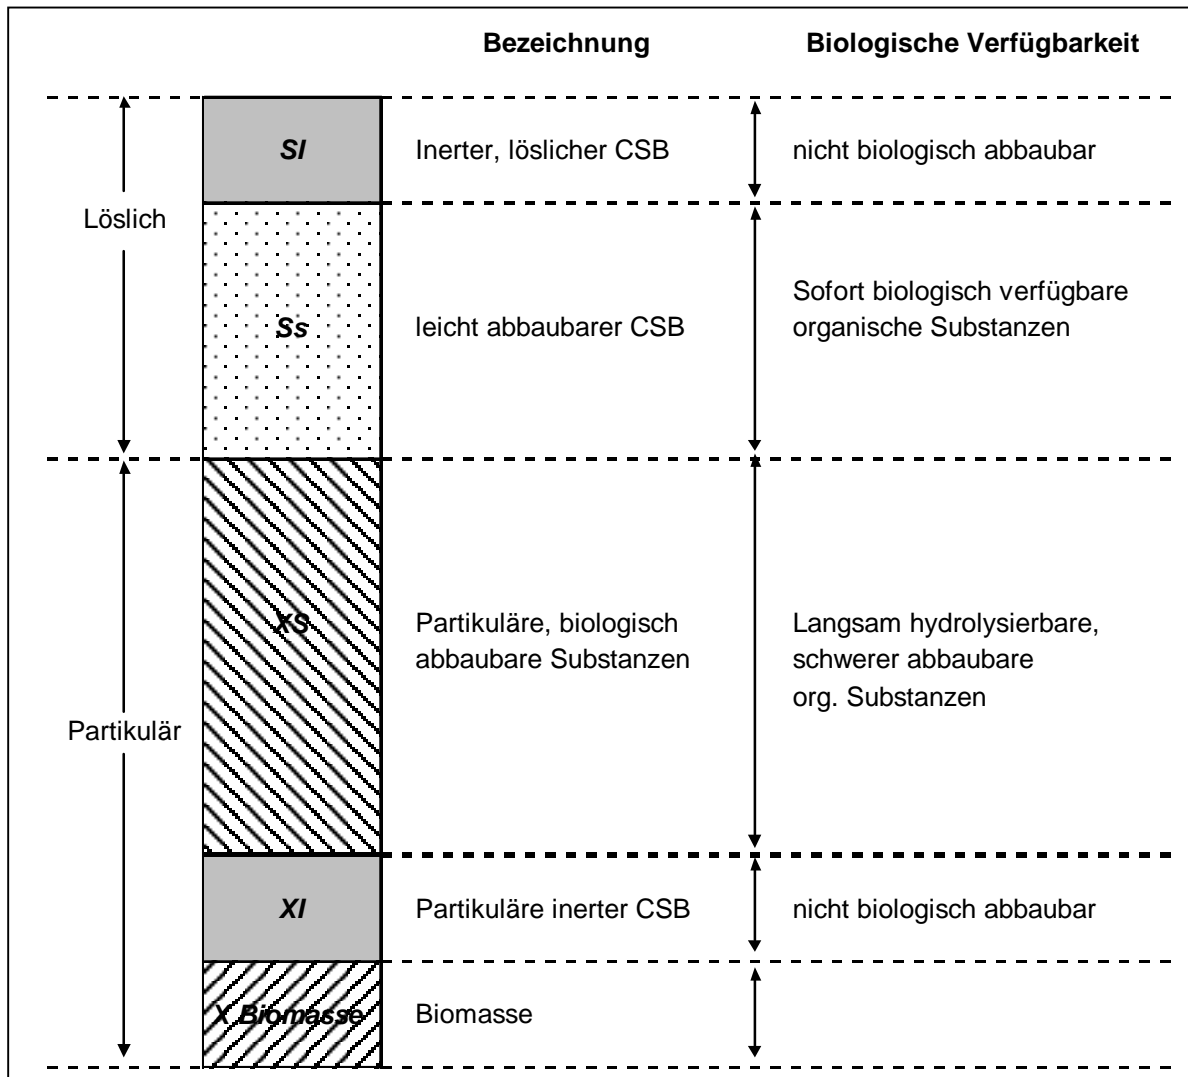 Bezeichnung
Biologische Verfügbarkeit
SI
Inerter, löslicher CSB
nicht biologisch abbaubar
Löslich
Ss
leicht abbaubarer CSB
Sofort biologisch verfügbare
organische Substanzen
XS
Partikuläre, biologisch
abbaubare Substanzen
Langsam hydrolysierbare,
schwerer abbaubare
org. Substanzen
Partikulär
XI
Partikuläre inerter CSB
nicht biologisch abbaubar
X Biomasse
Biomasse